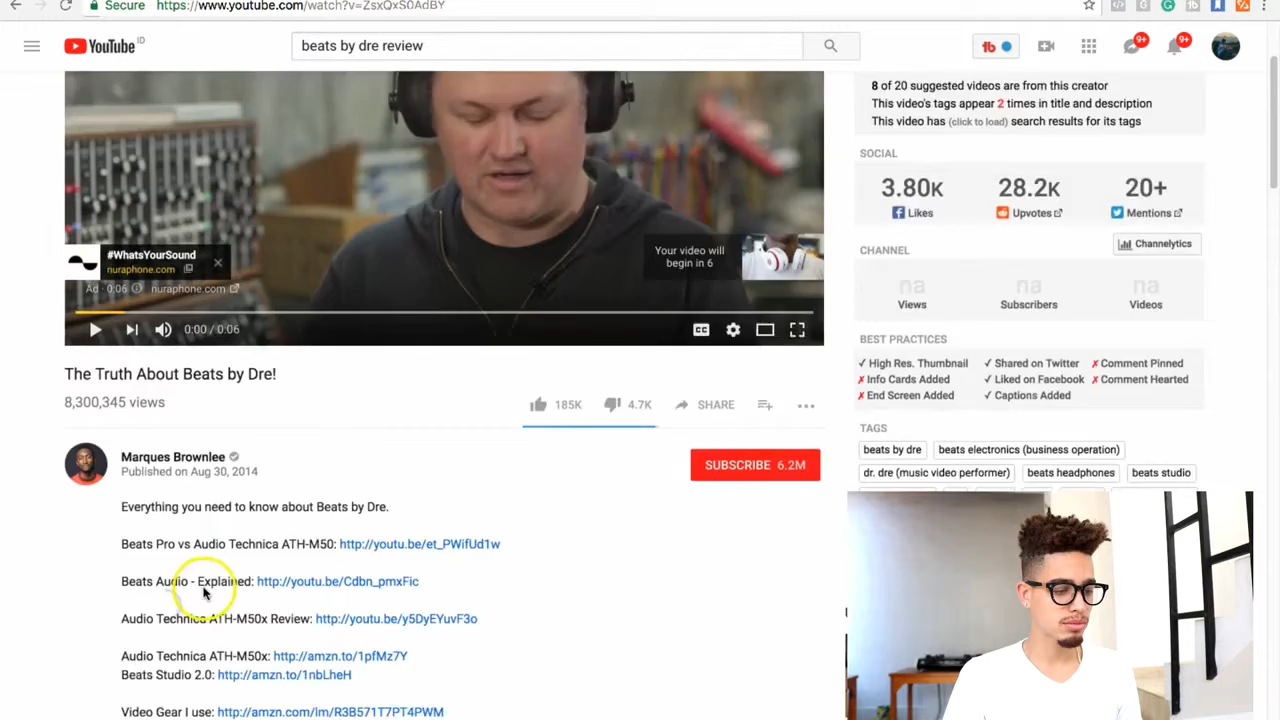 Secure https://www.youtube.com/watch?v=ZsxQxS0AdBY
YouTube ID
beats by dre review
9+
9+
8 of 20 suggested videos are from this creator
This video's tags appear 2 times in title and description
This video has (click to load) search results for its tags
SOCIAL
3.80K 28.2K 20+
Likes Upvotes Mentions
CHANNEL Channelytics
na na na
Views Subscribers Videos
BEST PRACTICES
✓ High Res. Thumbnail ✓ Shared on Twitter ✗ Comment Pinned
✗ Info Cards Added ✓ Liked on Facebook ✗ Comment Hearted
✗ End Screen Added ✓ Captions Added
TAGS
beats by dre beats electronics (business operation)
dr. dre (music video performer) beats headphones beats studio
#WhatsYourSound
nuraphone.com
Ad · 0:06 nuraphone.com
Your video will
begin in 6
0:00 / 0:06
CC
The Truth About Beats by Dre!
8,300,345 views
185K 4.7K SHARE
Marques Brownlee
Published on Aug 30, 2014
SUBSCRIBE 6.2M
Everything you need to know about Beats by Dre.
Beats Pro vs Audio Technica ATH-M50: http://youtu.be/et_PWifUd1w
Beats Audio - Explained: http://youtu.be/Cdbn_pmxFic
Audio Technica ATH-M50x Review: http://youtu.be/y5DyEYuvF3o
Audio Technica ATH-M50x: http://amzn.to/1pfMz7Y
Beats Studio 2.0: http://amzn.to/1nbLheH
Video Gear I use: http://amzn.com/lm/R3B571T7PT4PWM